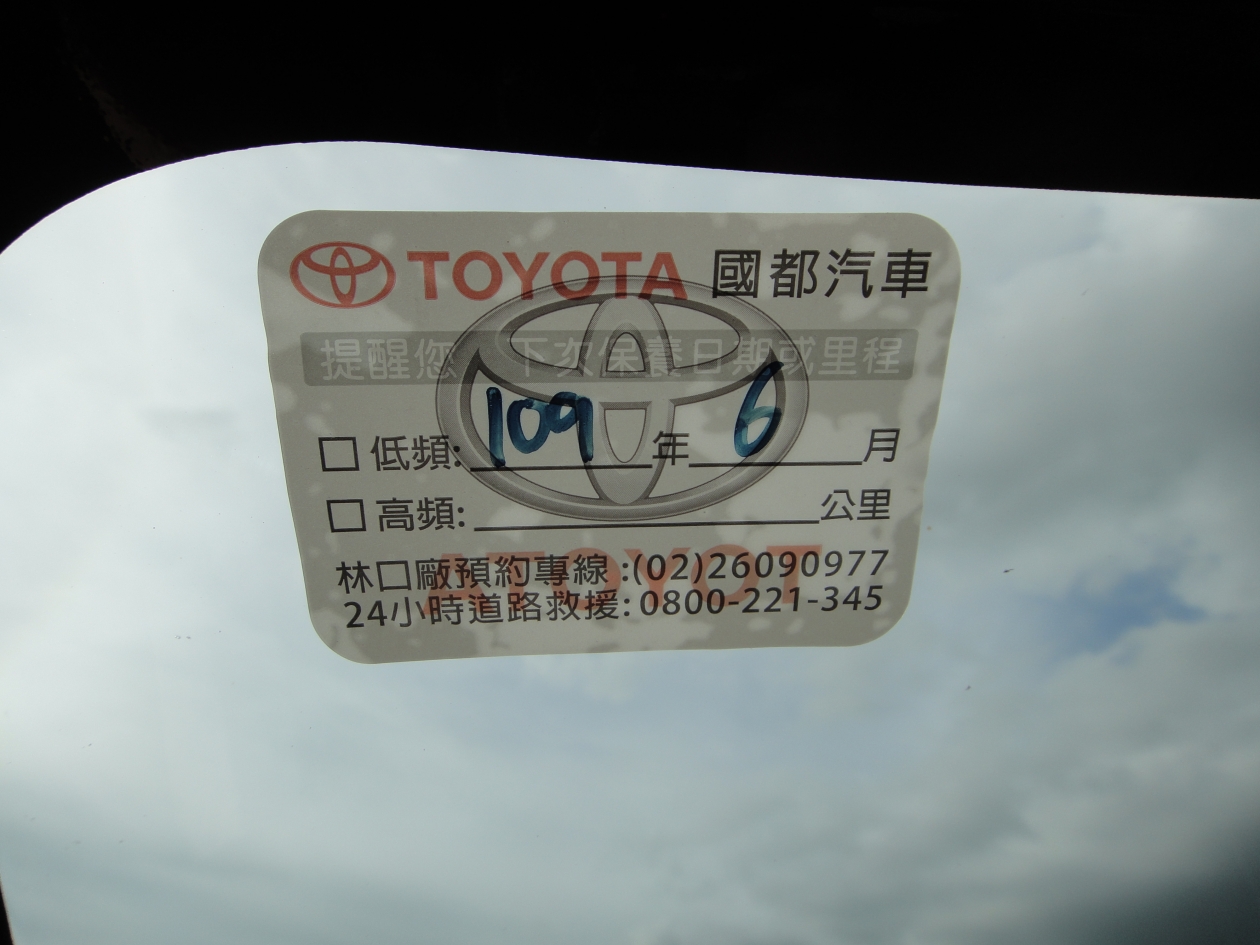 TOYOTA 國都汽車
提醒您 下次保養日期或里程
□ 低頻: 109 年 6 月
□ 高頻: 公里
林口廠預約專線:(02)26090977
24小時道路救援: 0800-221-345